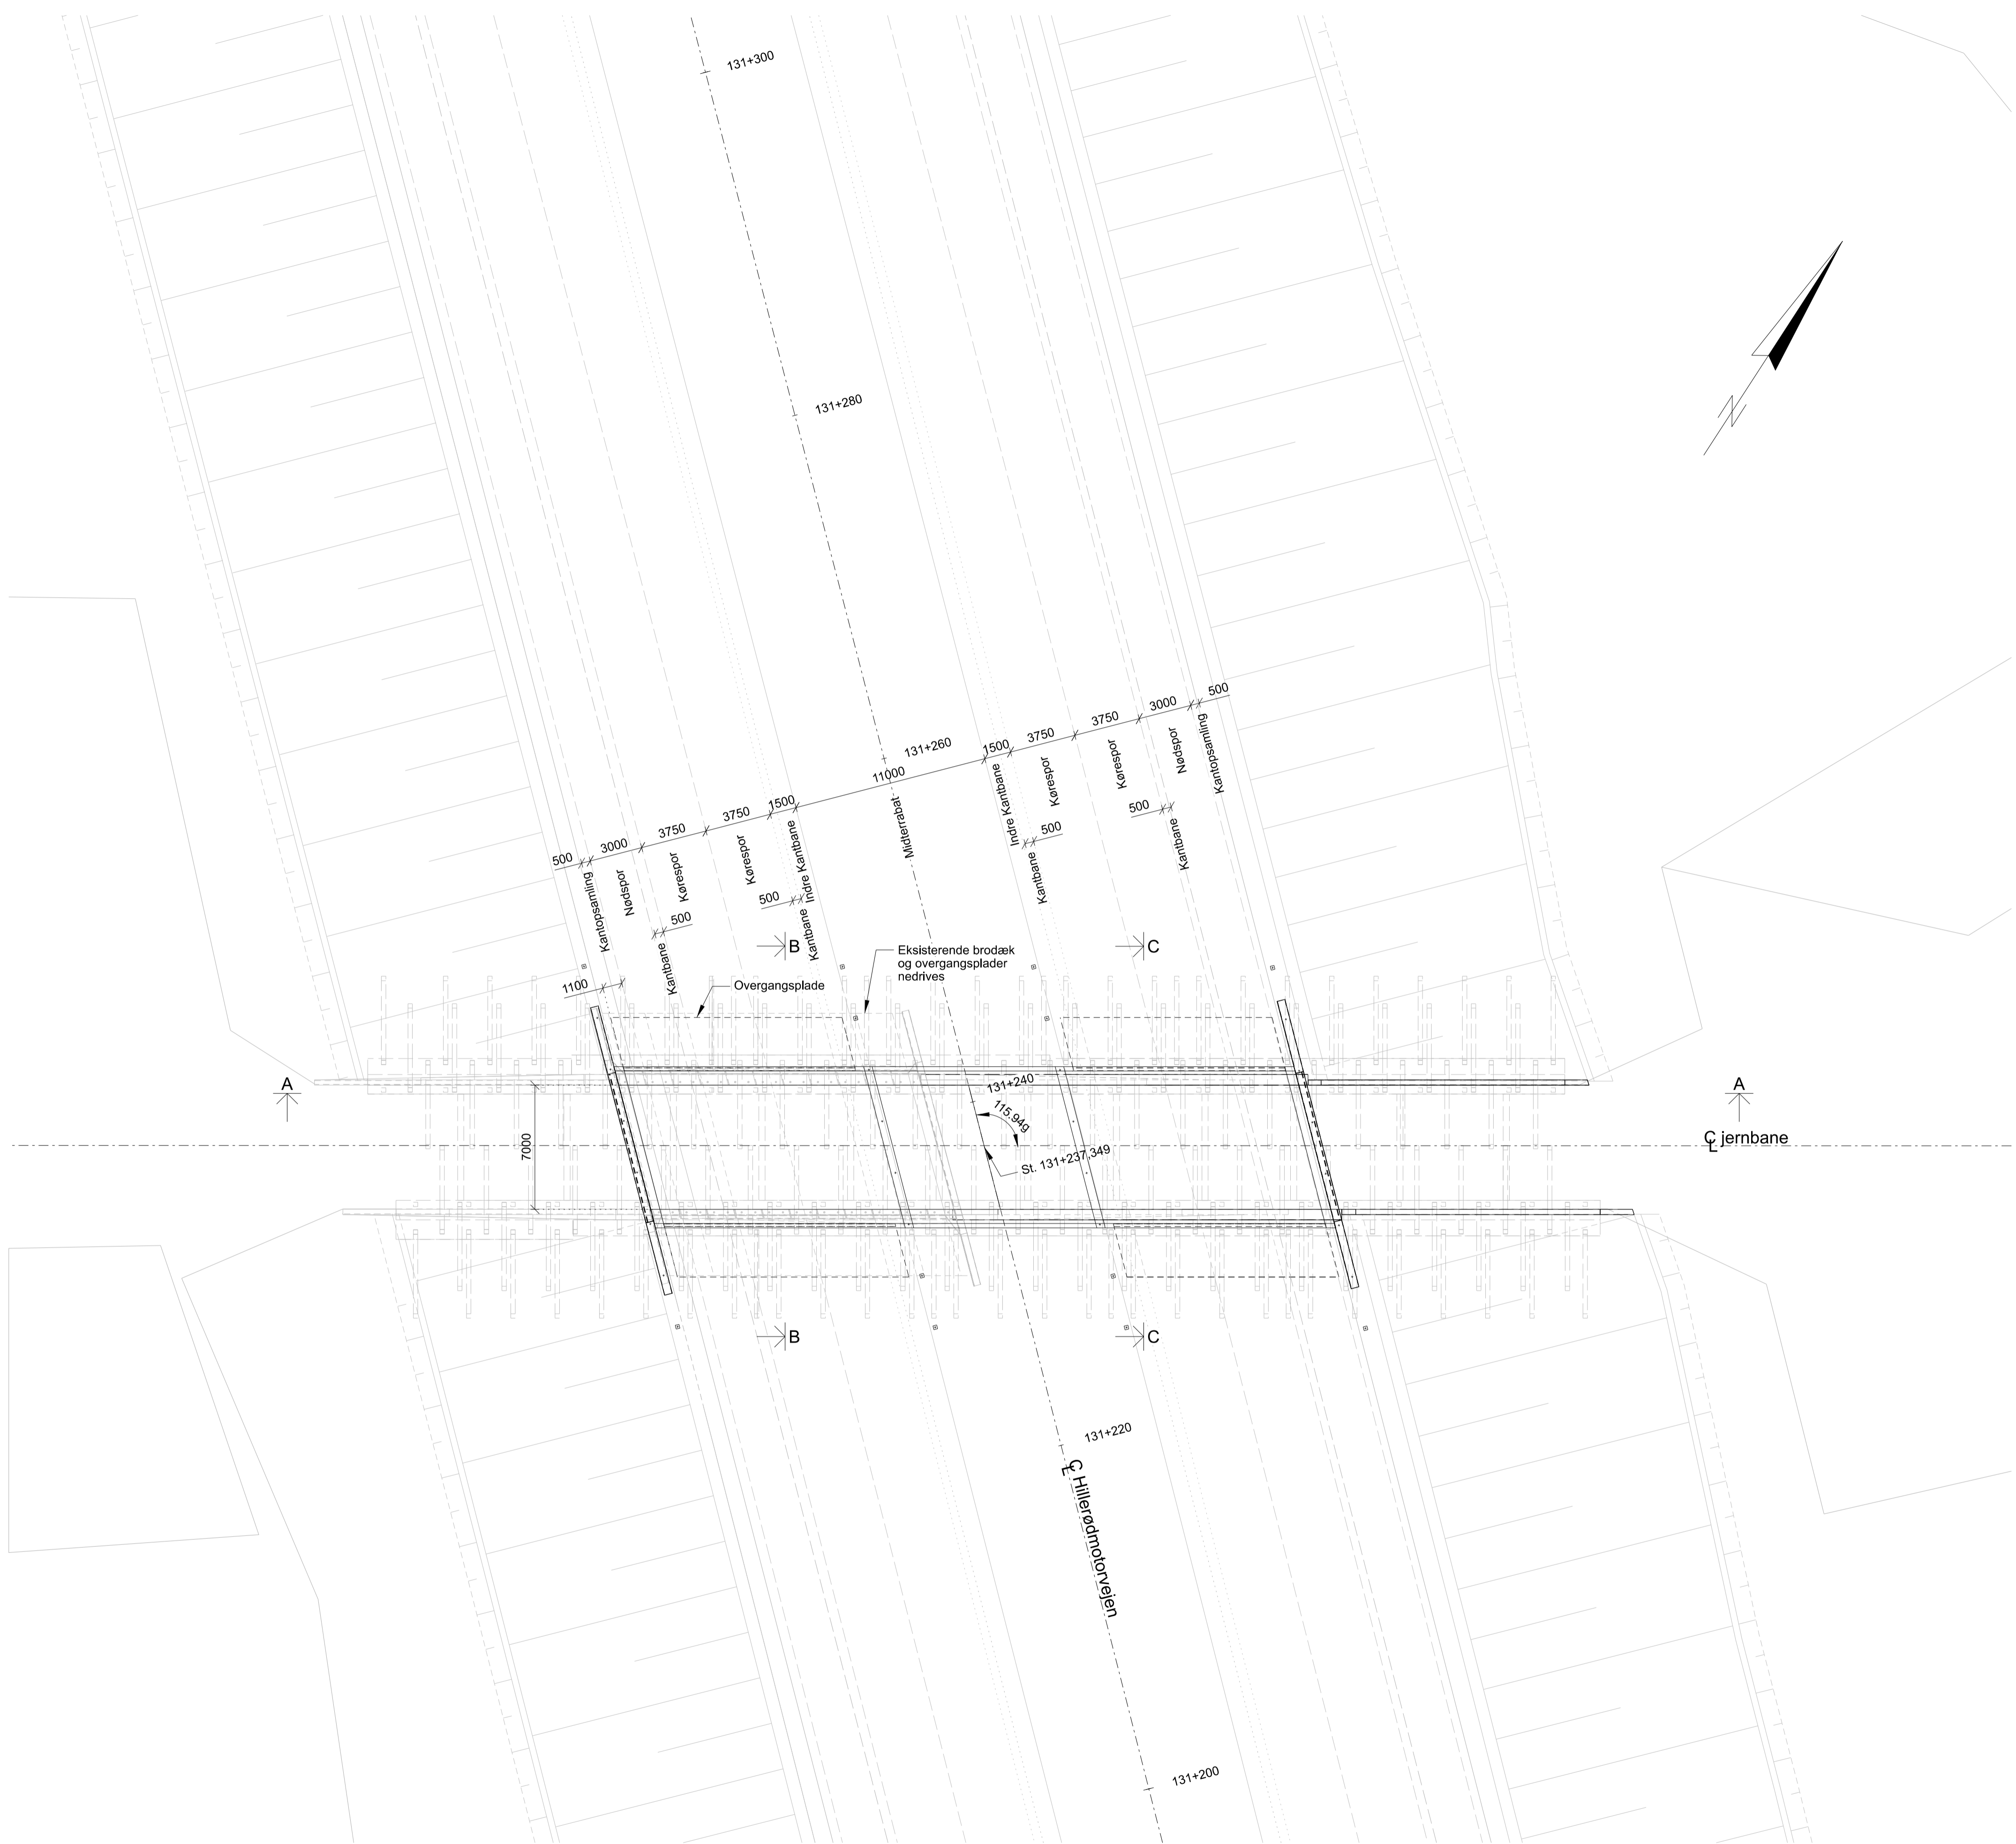 131+300
131+280
131+260
500
3000
3750
3750
1500
11000
1500
3750
3750
3000
500
Kantopsamling
Nødspor
Kørespor
Kørespor
Indre Kantbane
Midterrabat
Indre Kantbane
Kørespor
Kørespor
Nødspor
Kantopsamling
500
Kantbane
500
Kantbane
500
Kantbane
500
Kantbane
N
B
C
Eksisterende brodæk
og overgangsplader
nedrives
Overgangsplade
1100
A
A
131+240
115.94g
7000
St. 131+237,349
CL jernbane
B
C
131+220
CL Hillerødmotorvejen
131+200